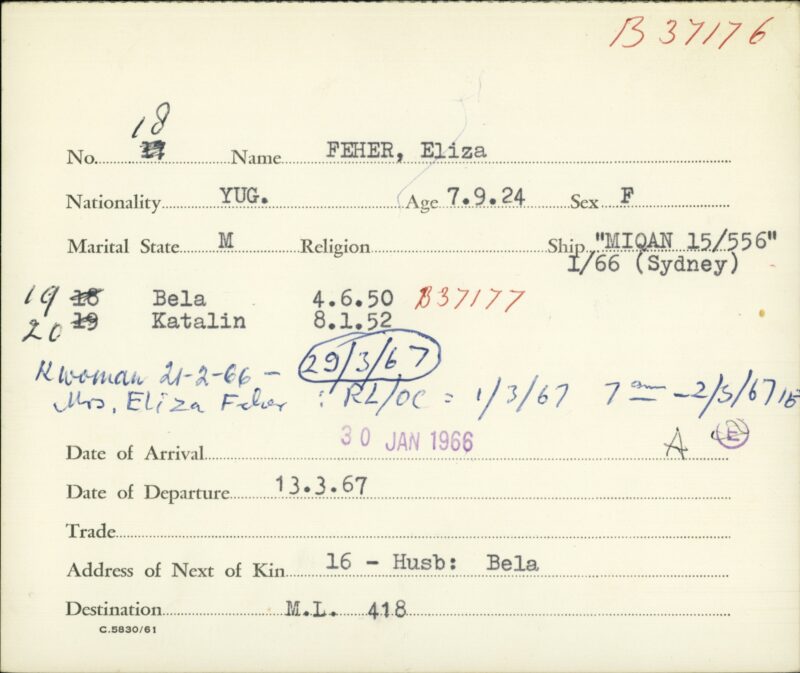 B 37176
18
No. 17 Name FEHER, Eliza
Nationality YUG. Age 7.9.24 Sex F
Marital State M Religion Ship "MIQAN 15/556"
I/66 (Sydney)
19 18 Bela 4.6.50 B37177
20 19 Katalin 8.1.52
21-2-66 - 29/3/67
Mrs. Eliza Feher : RL/OC = 1/3/67 7 am - 2/5/67
Date of Arrival 30 JAN 1966 A E
Date of Departure 13.3.67
Trade
Address of Next of Kin 16 - Husb: Bela
Destination M.L. 418
C.5830/61